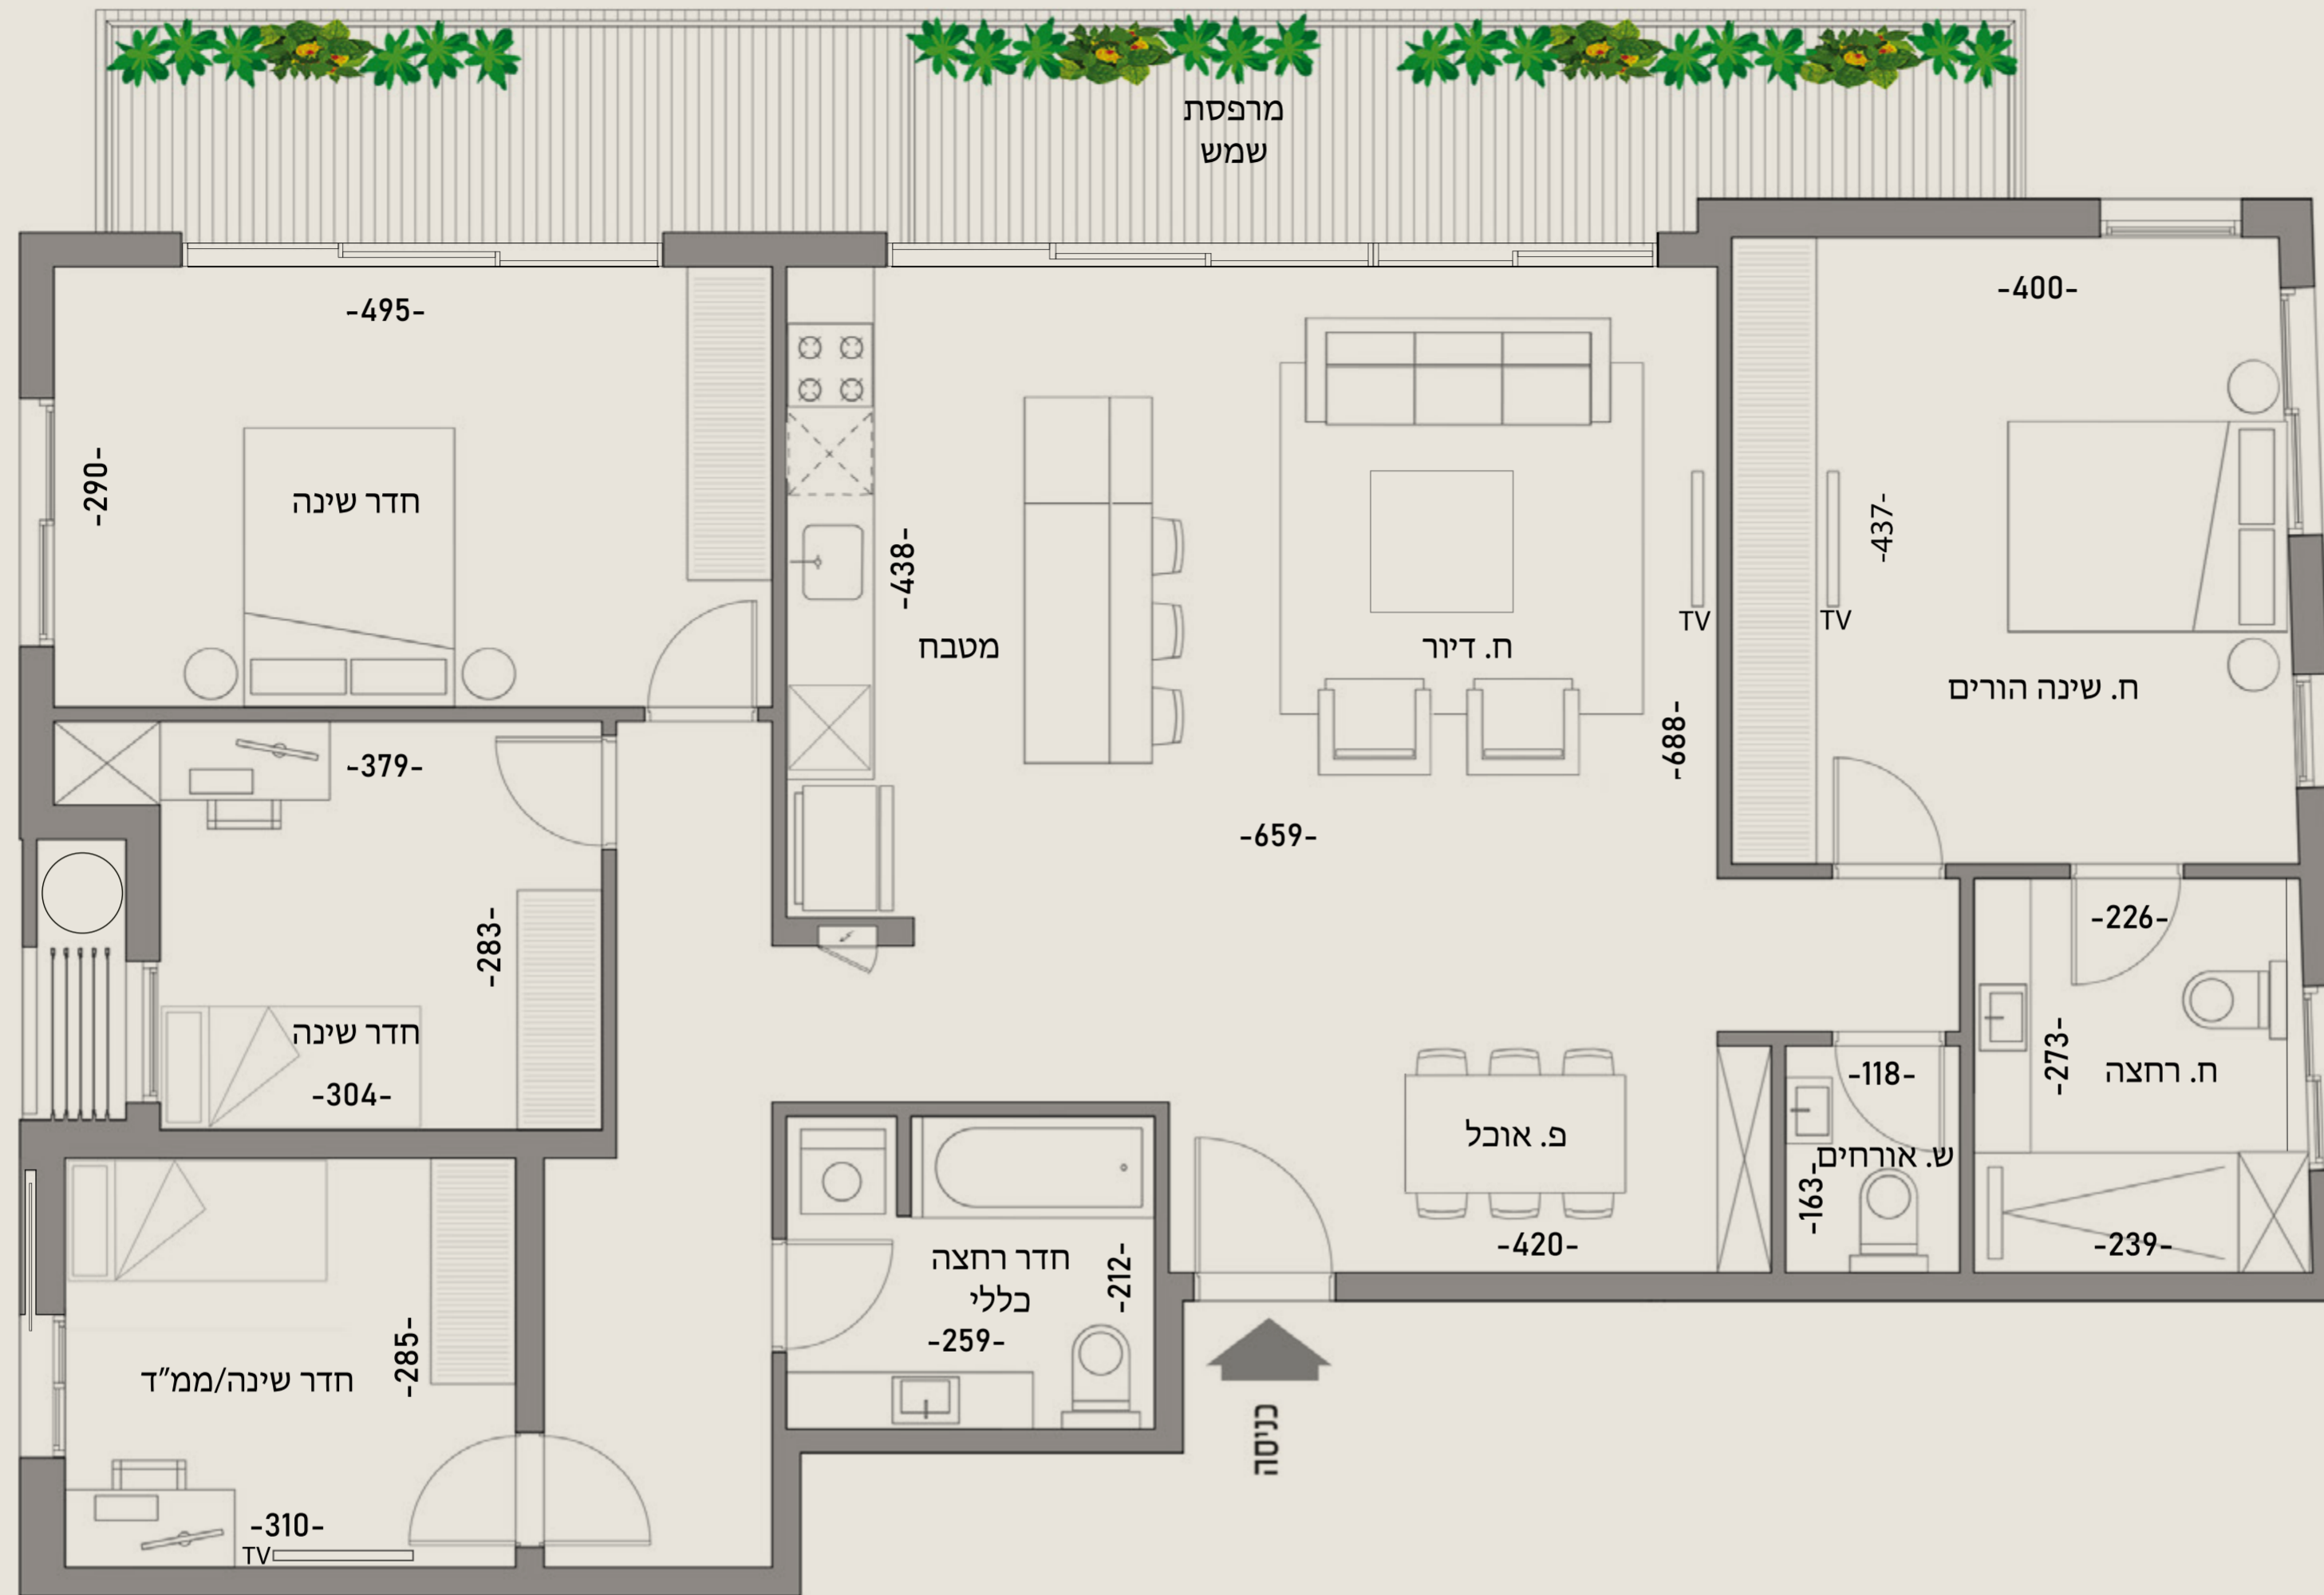 מרפסת
שמש
-400-
-495-
-290-
חדר שינה
-438-
מטבח
ח. דיור
TV
TV
-437-
ח. שינה הורים
-688-
-379-
-659-
-283-
חדר שינה
-304-
-226-
-273-
ח. רחצה
-239-
-118-
ש. אורחים
-163-
פ. אוכל
-420-
חדר רחצה
כללי
-212-
-259-
כניסה
-285-
חדר שינה/ממ״ד
-310-
TV